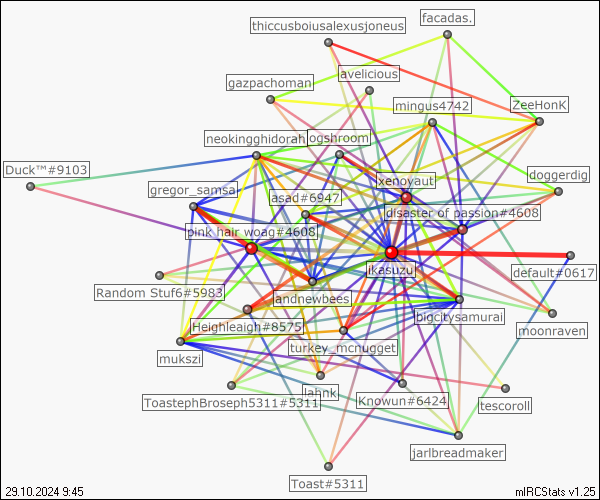 thiccusboiusalexusjoneus
facadas.
gazpachoman
avelicious
mingus4742
ZeeHonK
neokingghidorah
ogshroom
Duck™#9103
gregor_samsa
xenoyaut
doggerdig
asad#6947
disaster of passion#4608
pink hair woag#4608
ikasuzu
default#0617
Random Stuf6#5983
andnewbees
bigcitysamurai
moonraven
Heighleigh#8575
mukszi
turkey_mcnugget
lahnk
ToastephBroseph5311#5311
Knowun#6424
tescoroll
jarlbreadmaker
Toast#5311
29.10.2024 9:45
mIRCStats v1.25